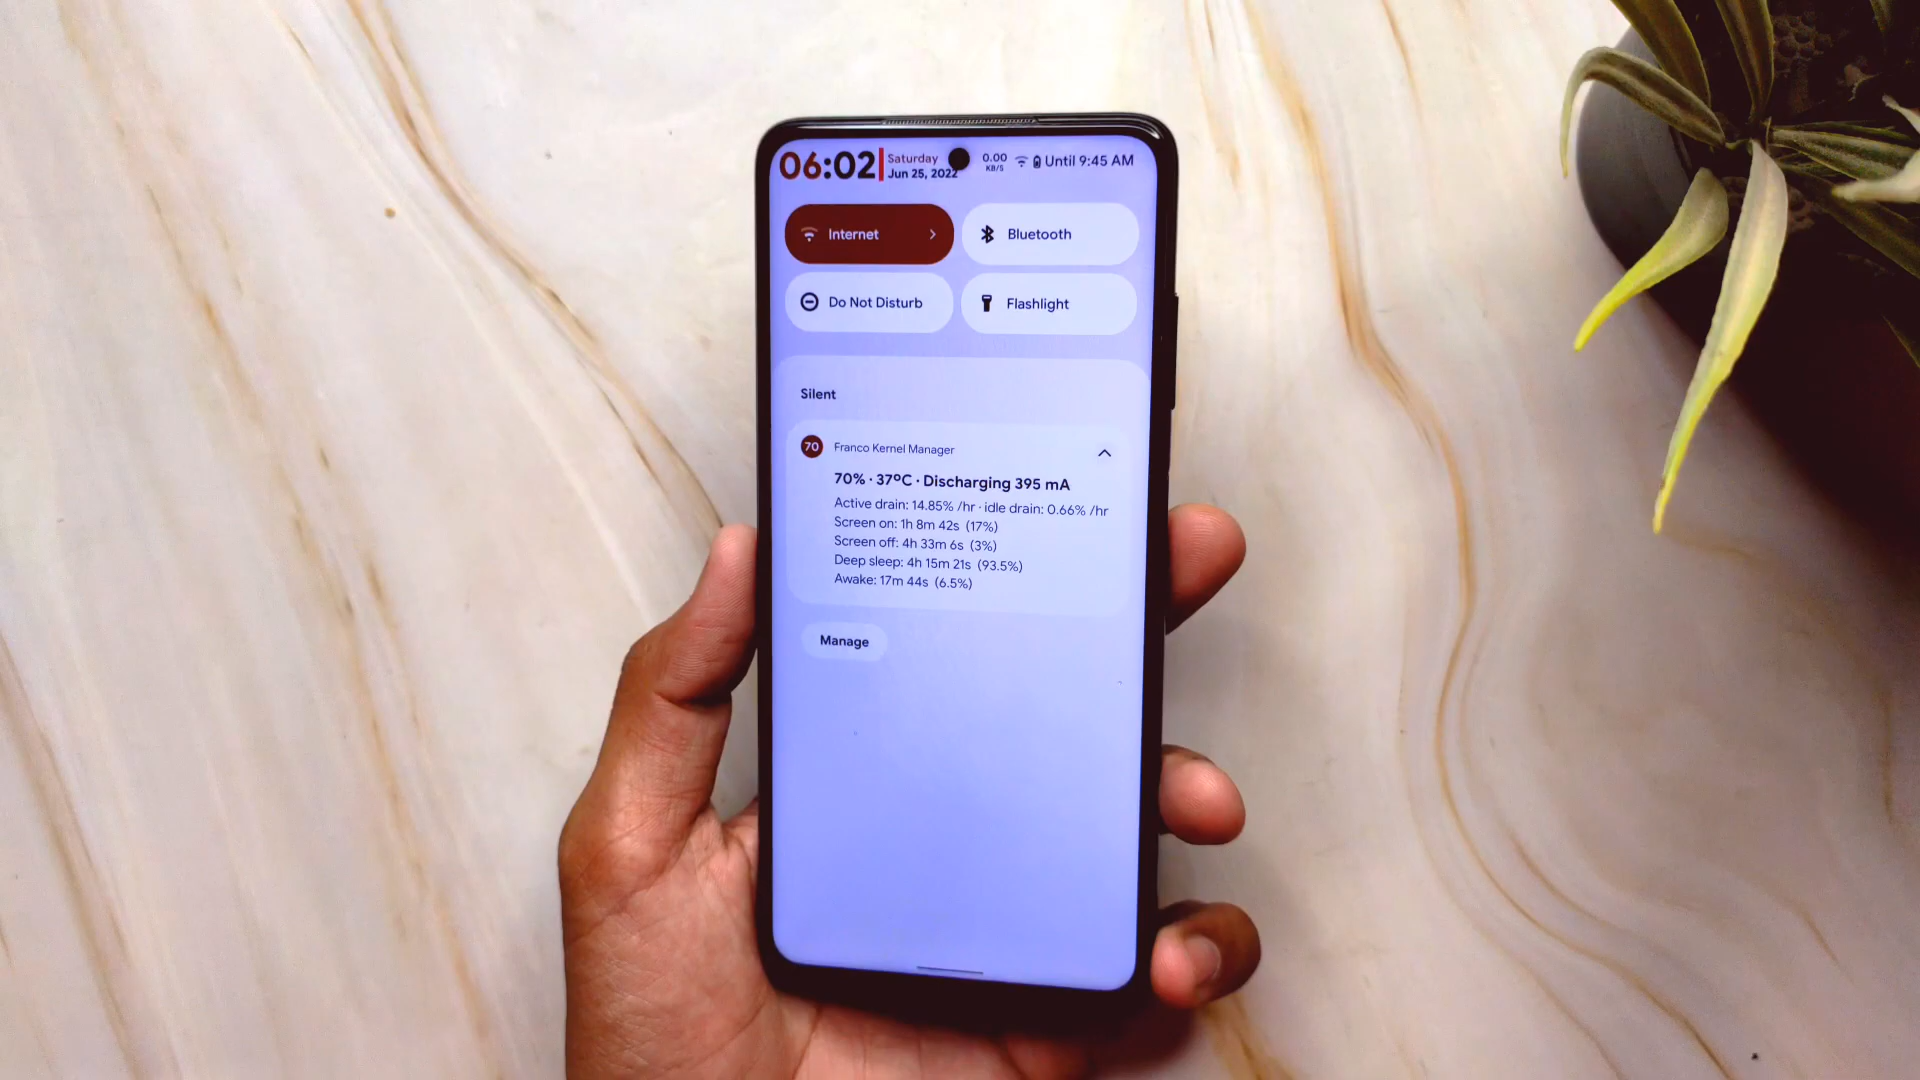 06:02 Saturday 0.00 Until 9:45 AM
Jun 25, 2022 KB/S
Internet Bluetooth
Do Not Disturb Flashlight
Silent
70 Franco Kernel Manager
70% · 37ºC · Discharging 395 mA
Active drain: 14.85% /hr · idle drain: 0.66% /hr
Screen on: 1h 8m 42s (17%)
Screen off: 4h 33m 6s (3%)
Deep sleep: 4h 15m 21s (93.5%)
Awake: 17m 44s (6.5%)
Manage